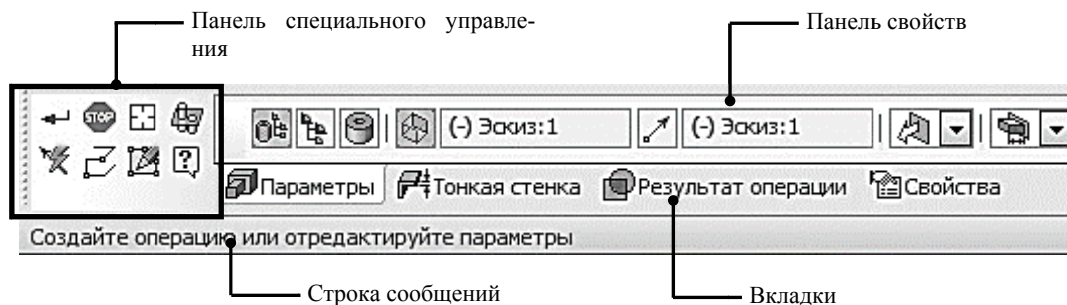 Панель специального управле-
ния
Панель свойств
STOP
(-) Эскиз:1
(-) Эскиз:1
Параметры
Тонкая стенка
Результат операции
Свойства
Создайте операцию или отредактируйте параметры
Строка сообщений
Вкладки